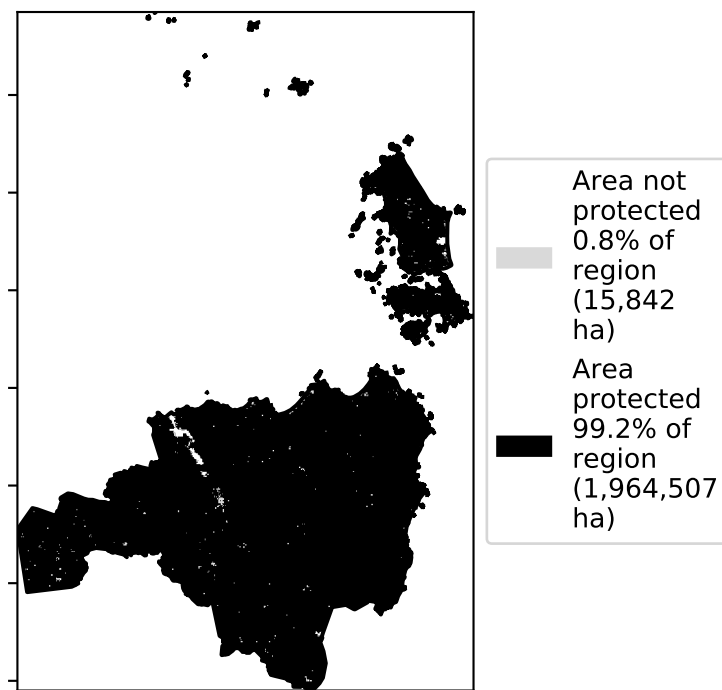 Area not
protected
0.8% of
region
(15,842
ha)
Area
protected
99.2% of
region
(1,964,507
ha)